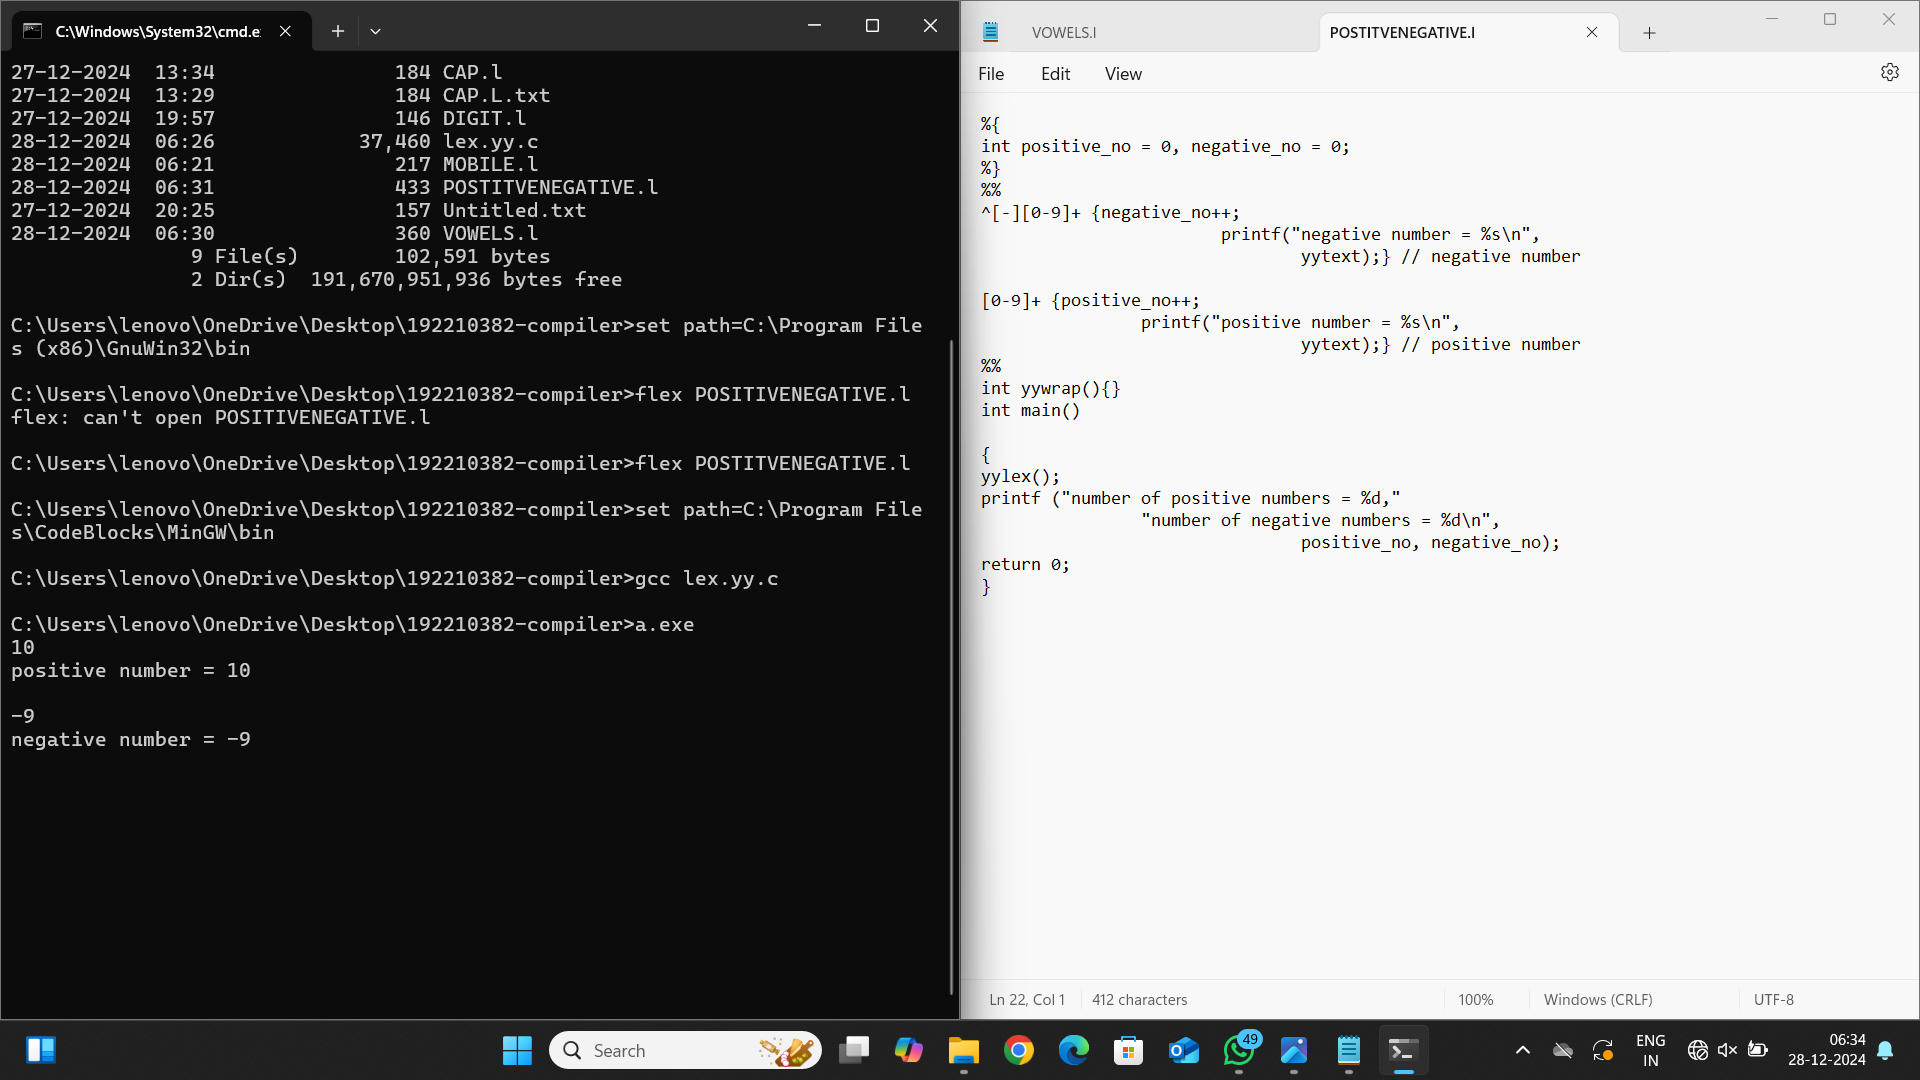 C:\Windows\System32\cmd.e
27-12-2024  13:34               184 CAP.l
27-12-2024  13:29               184 CAP.L.txt
27-12-2024  19:57               146 DIGIT.l
28-12-2024  06:26            37,460 lex.yy.c
28-12-2024  06:21               217 MOBILE.l
28-12-2024  06:31               433 POSTITVENEGATIVE.l
27-12-2024  20:25               157 Untitled.txt
28-12-2024  06:30               360 VOWELS.l
               9 File(s)        102,591 bytes
               2 Dir(s)  191,670,951,936 bytes free
C:\Users\lenovo\OneDrive\Desktop\192210382-compiler>set path=C:\Program File
s (x86)\GnuWin32\bin
C:\Users\lenovo\OneDrive\Desktop\192210382-compiler>flex POSITIVENEGATIVE.l
flex: can't open POSITIVENEGATIVE.l
C:\Users\lenovo\OneDrive\Desktop\192210382-compiler>flex POSTITVENEGATIVE.l
C:\Users\lenovo\OneDrive\Desktop\192210382-compiler>set path=C:\Program File
s\CodeBlocks\MinGW\bin
C:\Users\lenovo\OneDrive\Desktop\192210382-compiler>gcc lex.yy.c
C:\Users\lenovo\OneDrive\Desktop\192210382-compiler>a.exe
10
positive number = 10
-9
negative number = -9
VOWELS.l
POSTITVENEGATIVE.l
File Edit View
%{
int positive_no = 0, negative_no = 0;
%}
%%
^[-][0-9]+ {negative_no++;
printf("negative number = %s\n",
yytext);} // negative number
[0-9]+ {positive_no++;
printf("positive number = %s\n",
yytext);} // positive number
%%
int yywrap(){}
int main()
{
yylex();
printf ("number of positive numbers = %d,"
"number of negative numbers = %d\n",
positive_no, negative_no);
return 0;
}
Ln 22, Col 1 412 characters 100% Windows (CRLF) UTF-8
Search
49
ENG
IN
06:34
28-12-2024